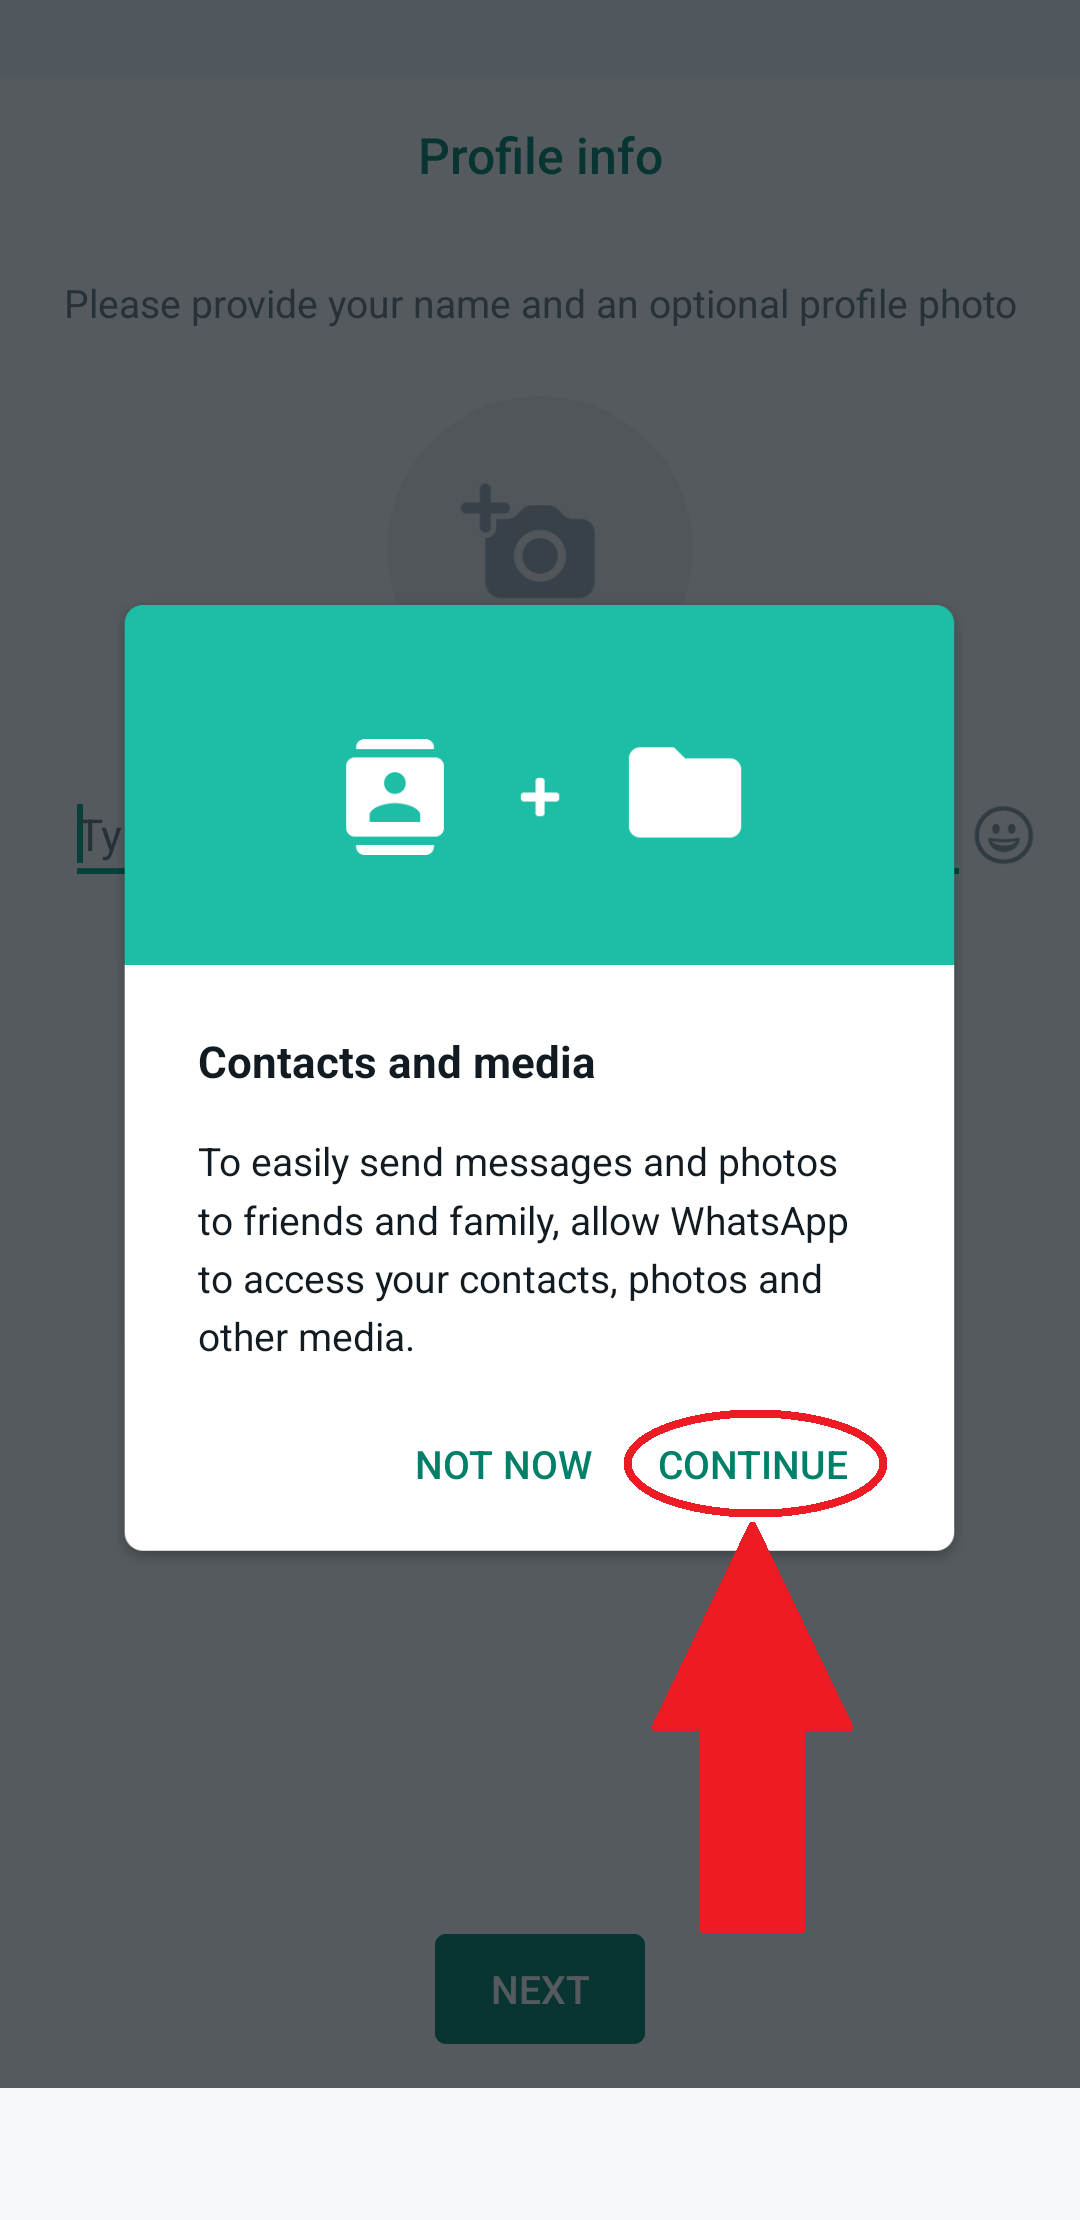 Profile info
Please provide your name and an optional profile photo
Ty
Contacts and media
To easily send messages and photos
to friends and family, allow WhatsApp
to access your contacts, photos and
other media.
NOT NOW CONTINUE
NEXT